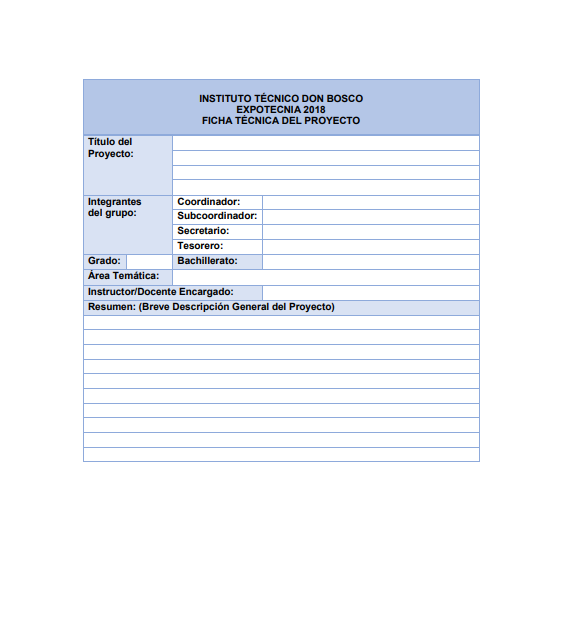 INSTITUTO TÉCNICO DON BOSCO
EXPOTECNIA 2018
FICHA TÉCNICA DEL PROYECTO
Título del
Proyecto:
Integrantes
del grupo:
Coordinador:
Subcoordinador:
Secretario:
Tesorero:
Grado: Bachillerato:
Área Temática:
Instructor/Docente Encargado:
Resumen: (Breve Descripción General del Proyecto)